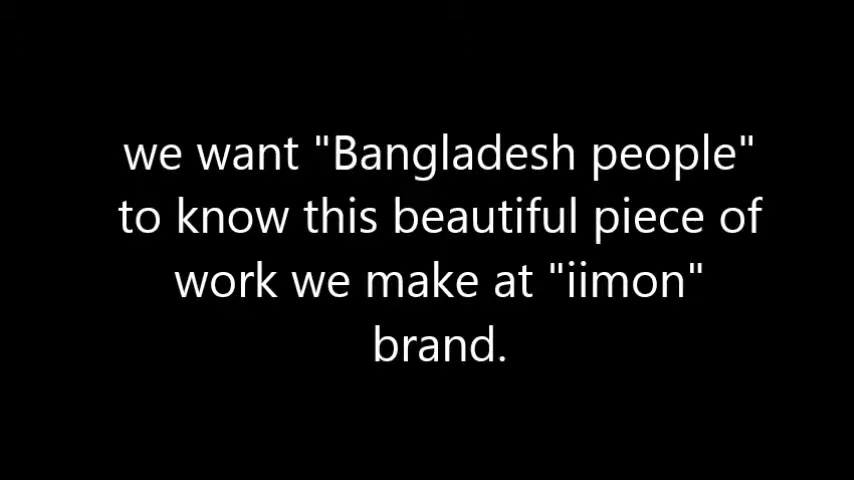 we want "Bangladesh people"
to know this beautiful piece of
work we make at "iimon"
brand.